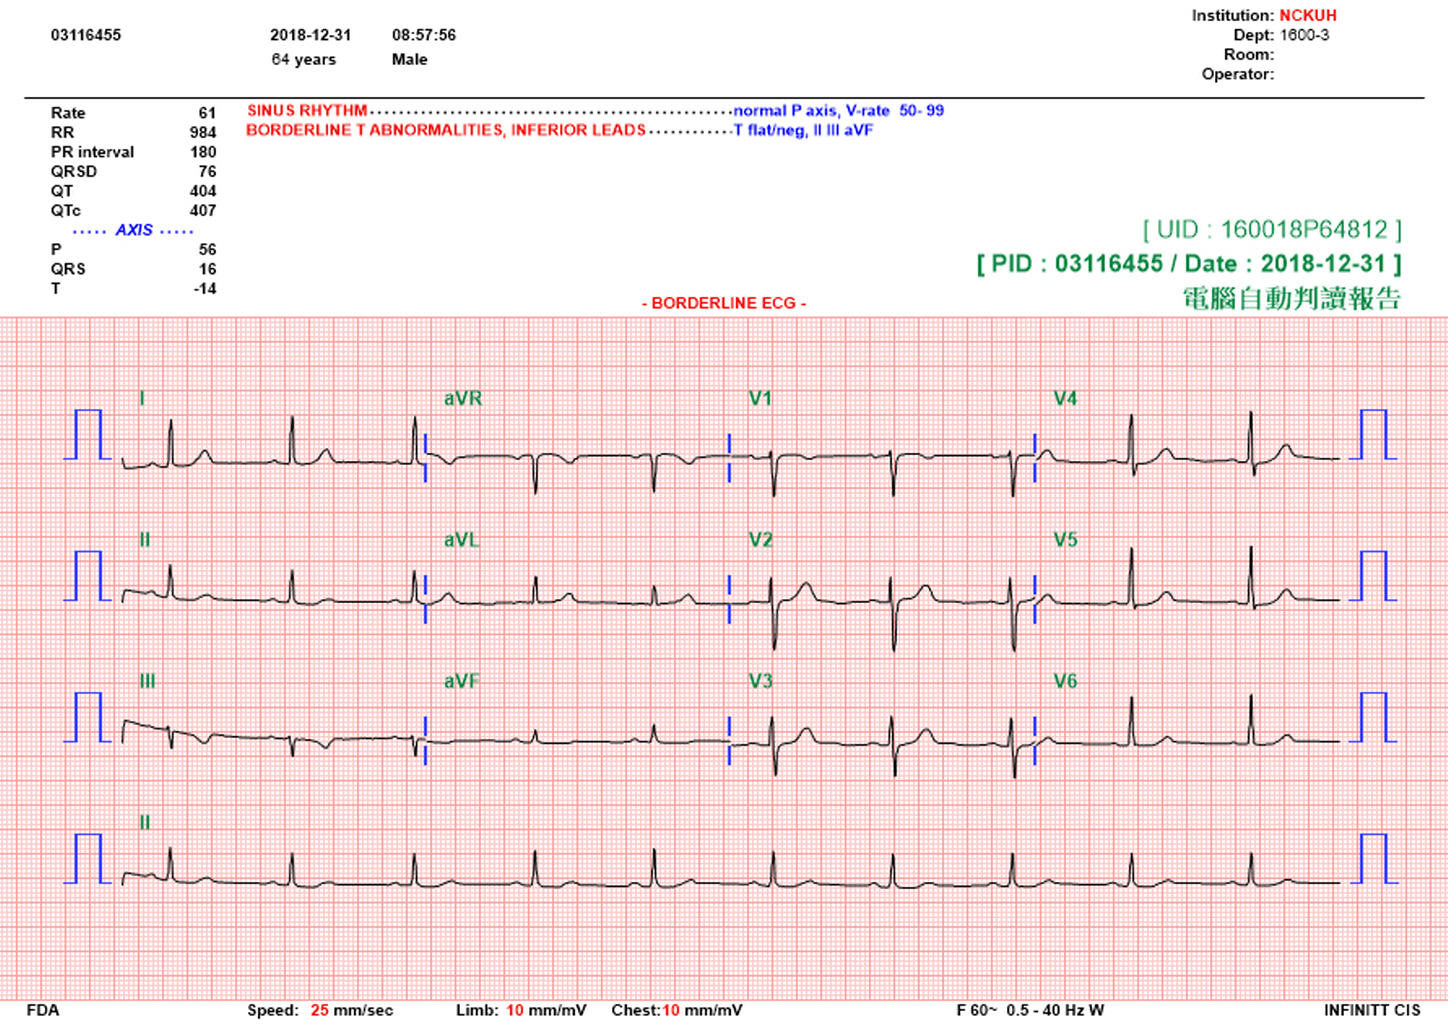 03116455 2018-12-31 08:57:56
64 years Male
Institution: NCKUH
Dept: 1600-3
Room:
Operator:
Rate 61
RR 984
PR interval 180
QRSD 76
QT 404
QTc 407
..... AXIS .....
P 56
QRS 16
T -14
SINUS RHYTHM normal P axis, V-rate 50- 99
BORDERLINE T ABNORMALITIES, INFERIOR LEADS T flat/neg, II III aVF
[ UID : 160018P64812 ]
[ PID : 03116455 / Date : 2018-12-31 ]
電腦自動判讀報告
- BORDERLINE ECG -
I aVR V1 V4
II aVL V2 V5
III aVF V3 V6
II
FDA Speed: 25 mm/sec Limb: 10 mm/mV Chest:10 mm/mV F 60~ 0.5 - 40 Hz W INFINITT CIS